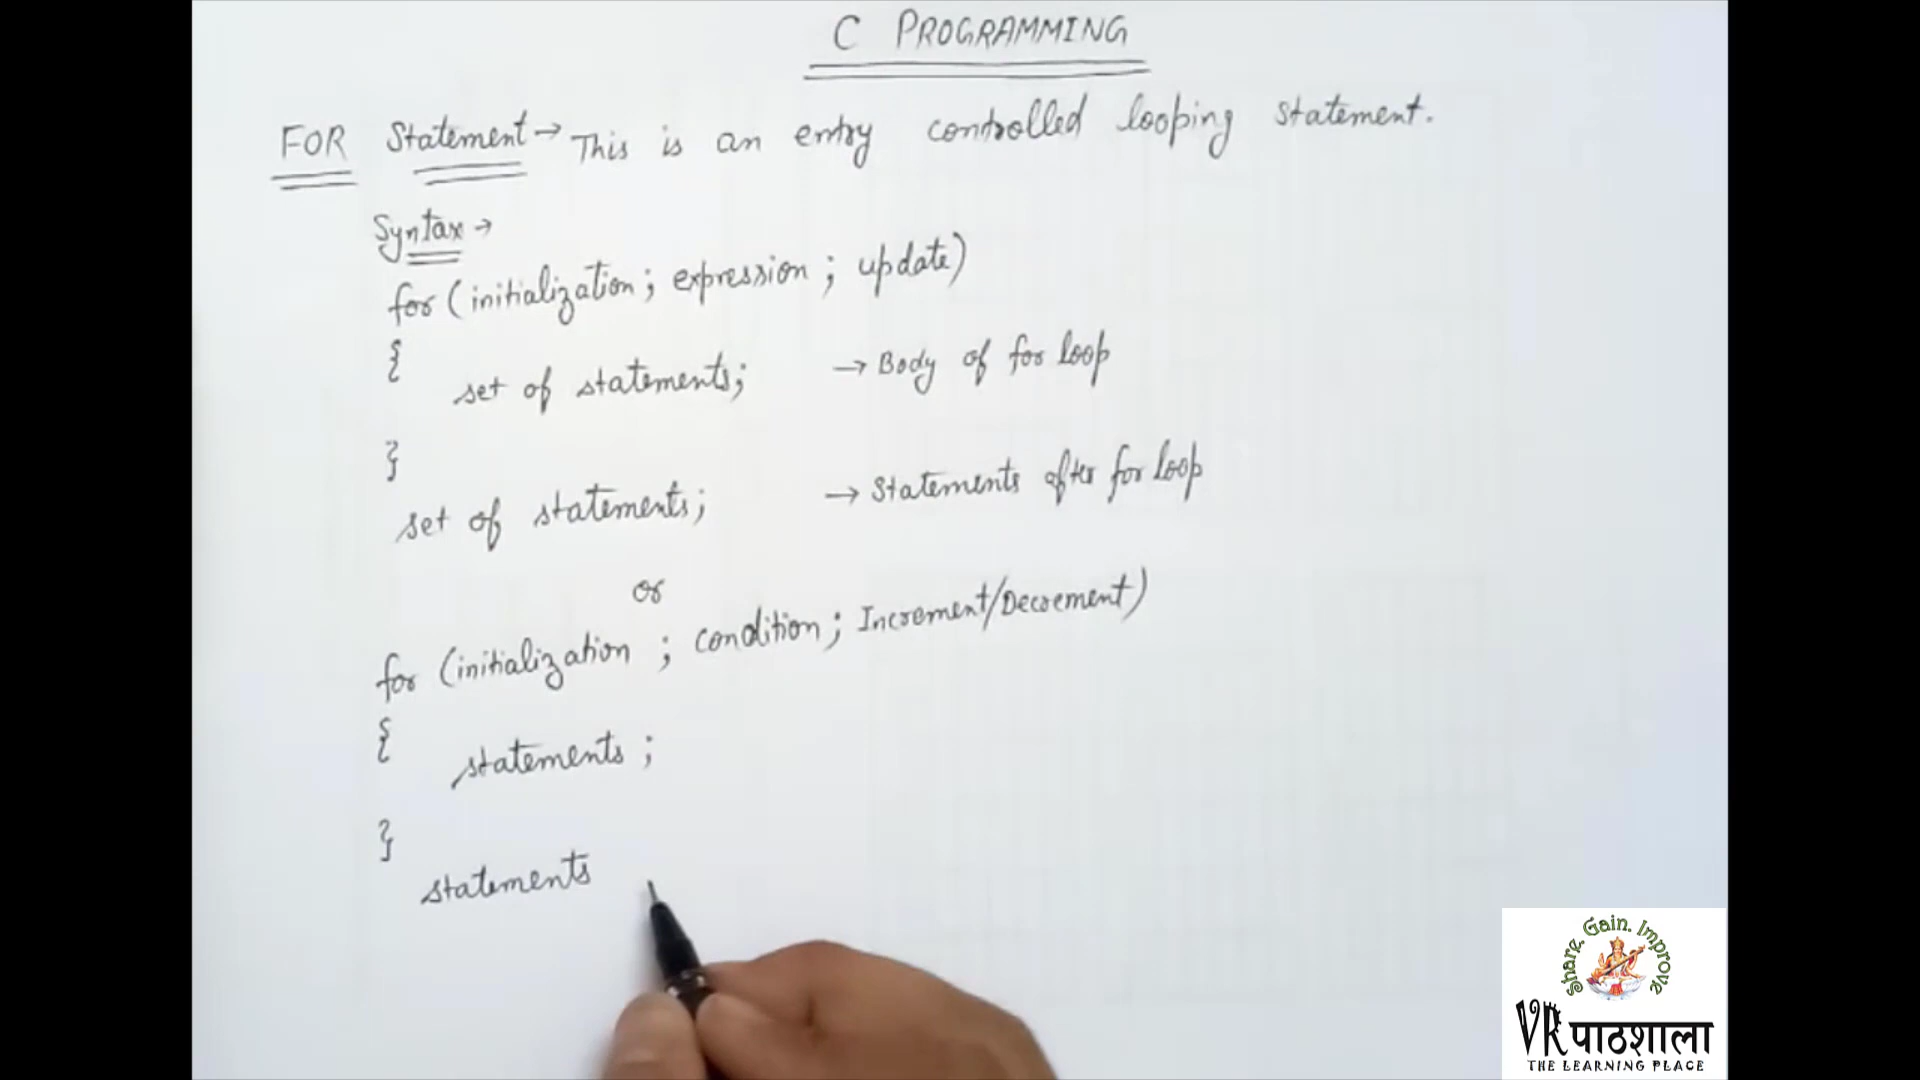 C PROGRAMMING
FOR Statement → This is an entry controlled looping statement.
Syntax →
for (initialization ; expression ; update)
{
set of statements; → Body of for loop
}
set of statements; → Statements after for loop
or
for (initialization ; condition ; Increment/Decrement)
{
statements ;
}
statements
Share. Gain. Improve
VR पाठशाला
THE LEARNING PLACE